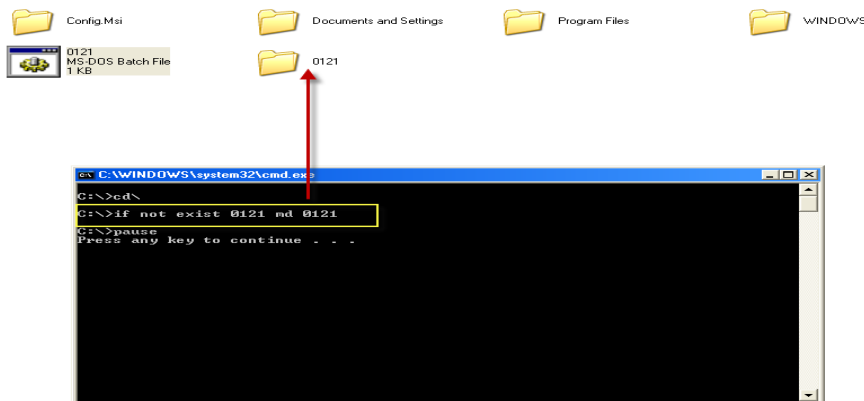 Config.Msi
Documents and Settings
Program Files
WINDOWS
0121
MS-DOS Batch File
1 KB
0121
C:\WINDOWS\system32\cmd.exe
C:\>cd\
C:\>if not exist 0121 md 0121
C:\>pause
Press any key to continue . . .